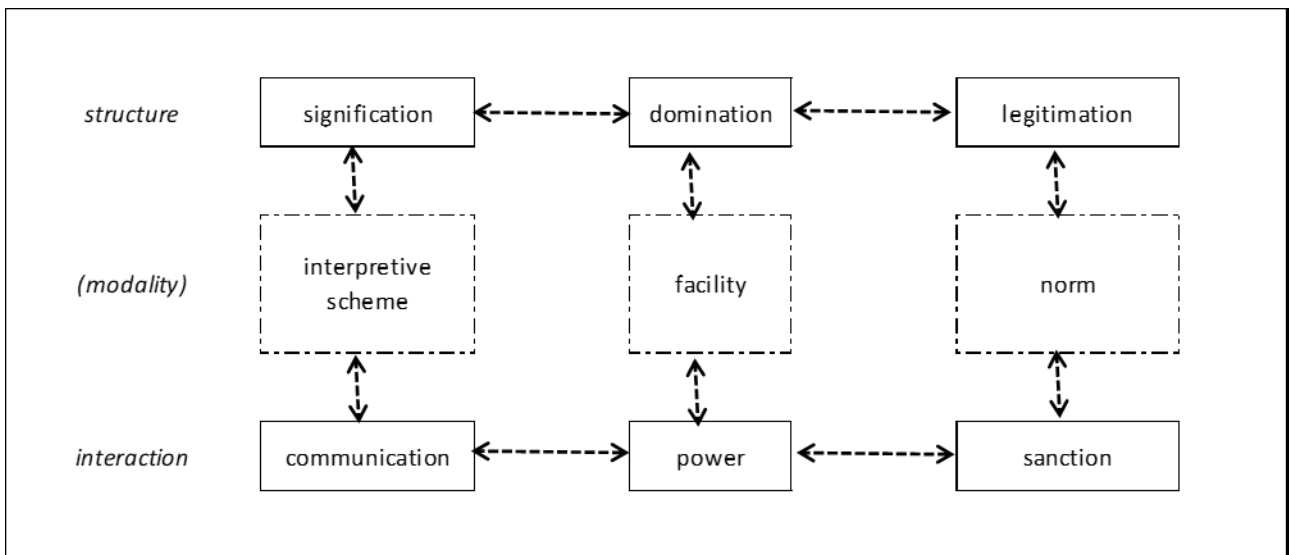 structure
signification
domination
legitimation
(modality)
interpretive
scheme
facility
norm
interaction
communication
power
sanction